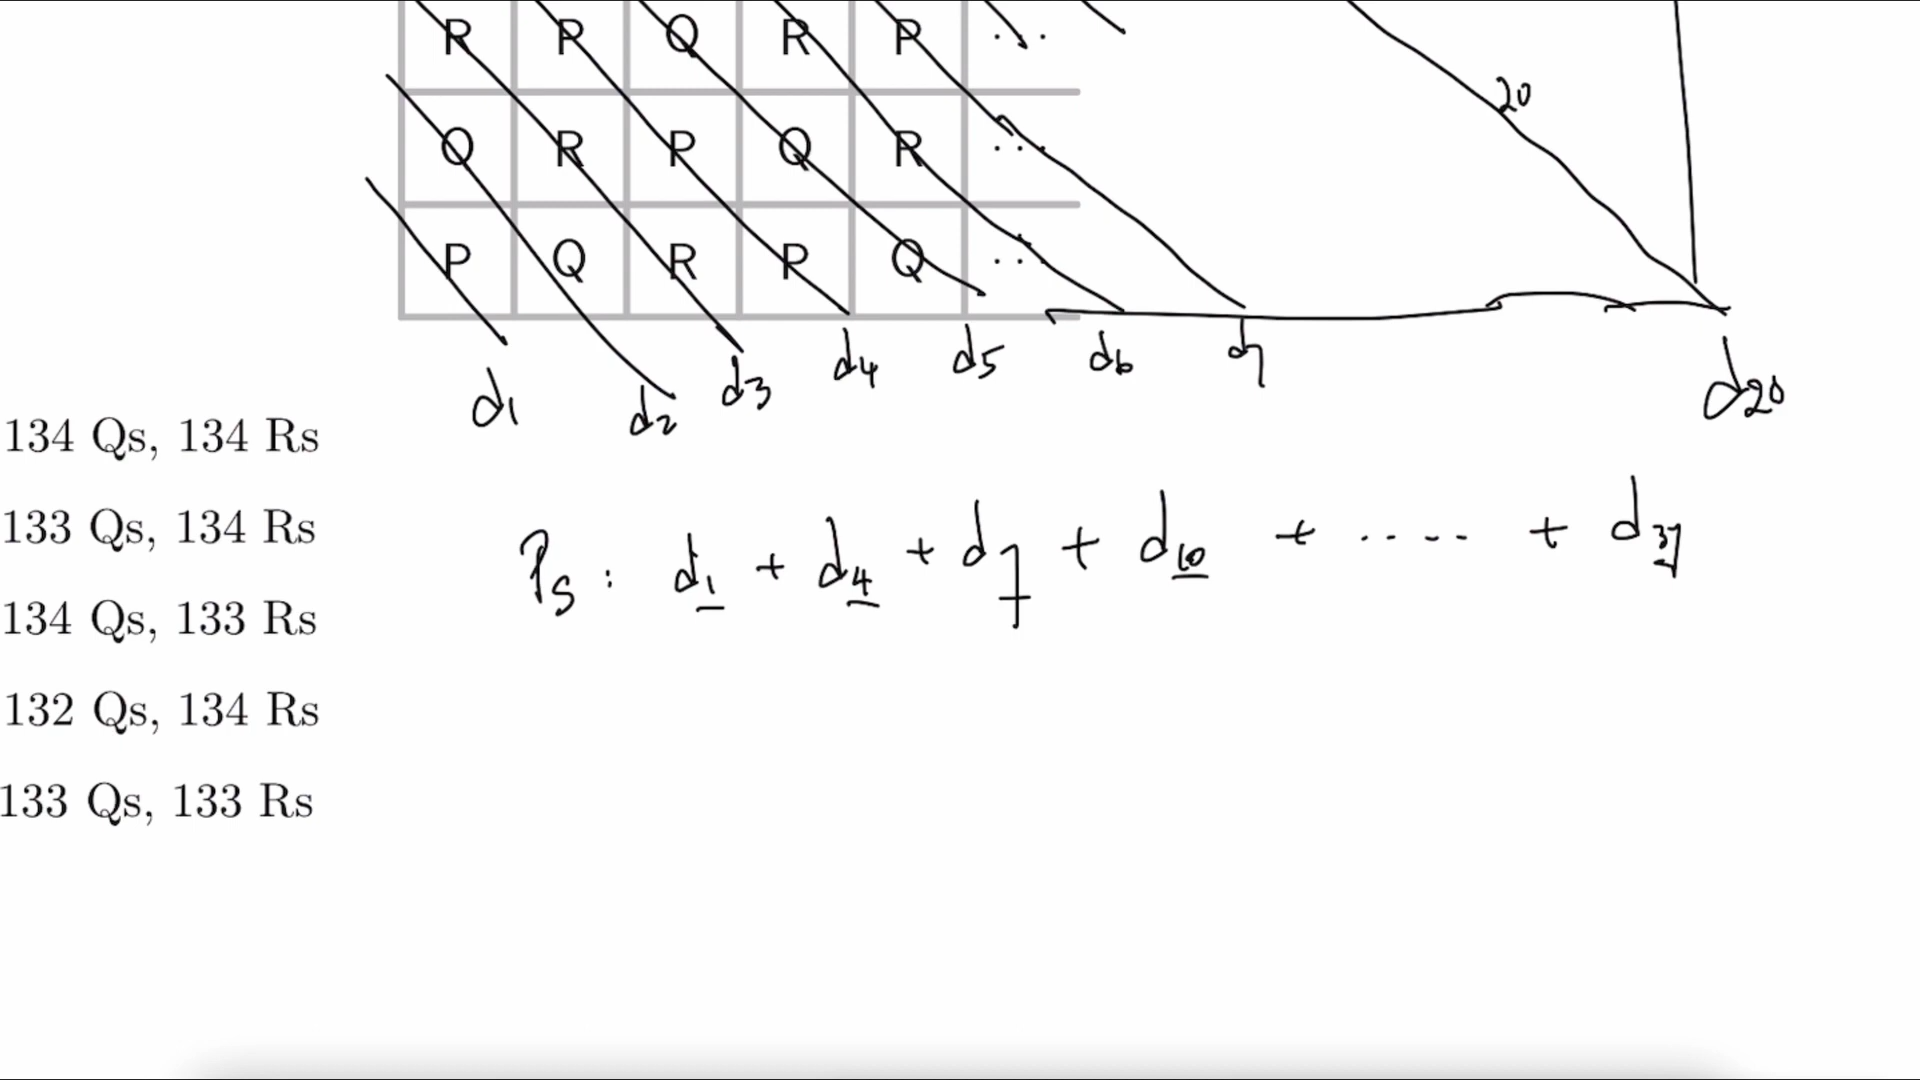 R P Q R P ...
Q R P Q R ...
P Q R P Q ...
20
d1 d2 d3 d4 d5 d6 d7 d20
134 Qs, 134 Rs
133 Qs, 134 Rs
134 Qs, 133 Rs
132 Qs, 134 Rs
133 Qs, 133 Rs
Ps: d1 + d4 + d7 + d10 + ..... + d37